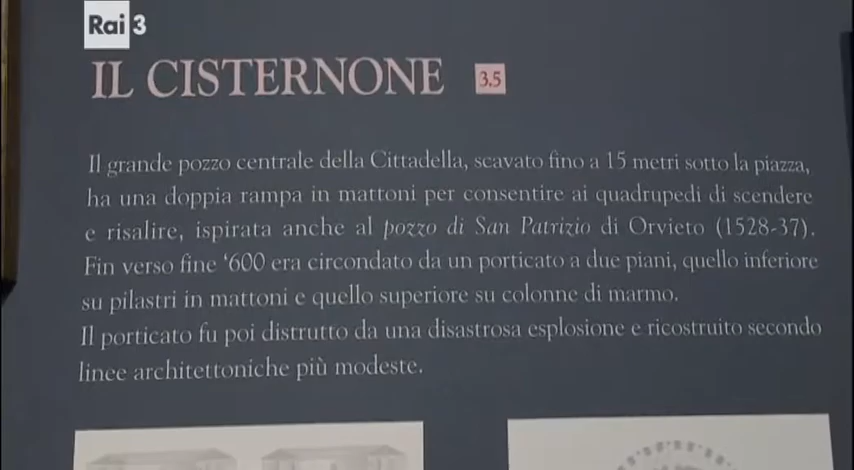 Rai 3
IL CISTERNONE 3.5
Il grande pozzo centrale della Cittadella, scavato fino a 15 metri sotto la piazza,
ha una doppia rampa in mattoni per consentire ai quadrupedi di scendere
e risalire, ispirata anche al pozzo di San Patrizio di Orvieto (1528-37).
Fin verso fine ‘600 era circondato da un porticato a due piani, quello inferiore
su pilastri in mattoni e quello superiore su colonne di marmo.
Il porticato fu poi distrutto da una disastrosa esplosione e ricostruito secondo
linee architettoniche più modeste.